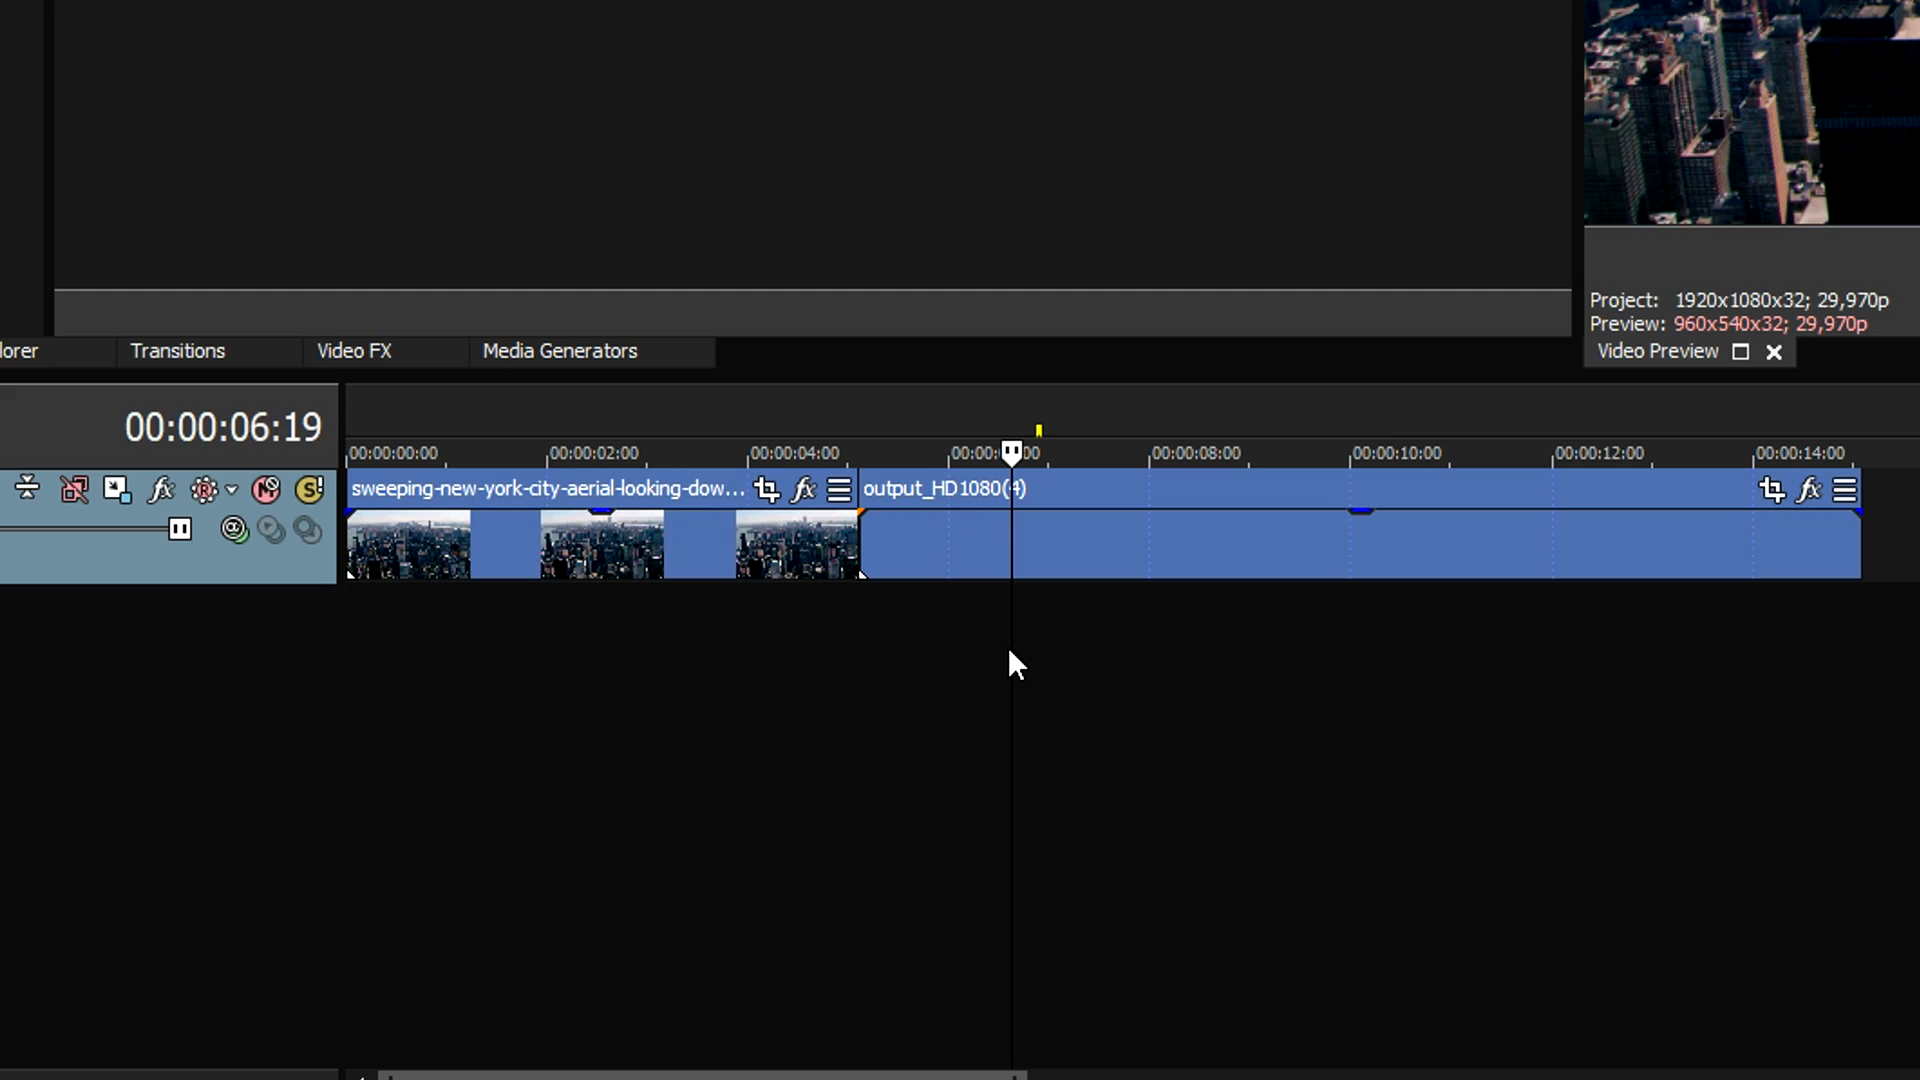 Project: 1920x1080x32; 29,970p
Preview: 960x540x32; 29,970p
lorer Transitions Video FX Media Generators Video Preview
00:00:06:19
00:00:00:00 00:00:02:00 00:00:04:00 00:00: 00:00:08:00 00:00:10:00 00:00:12:00 00:00:14:00
sweeping-new-york-city-aerial-looking-dow... output_HD1080(4)